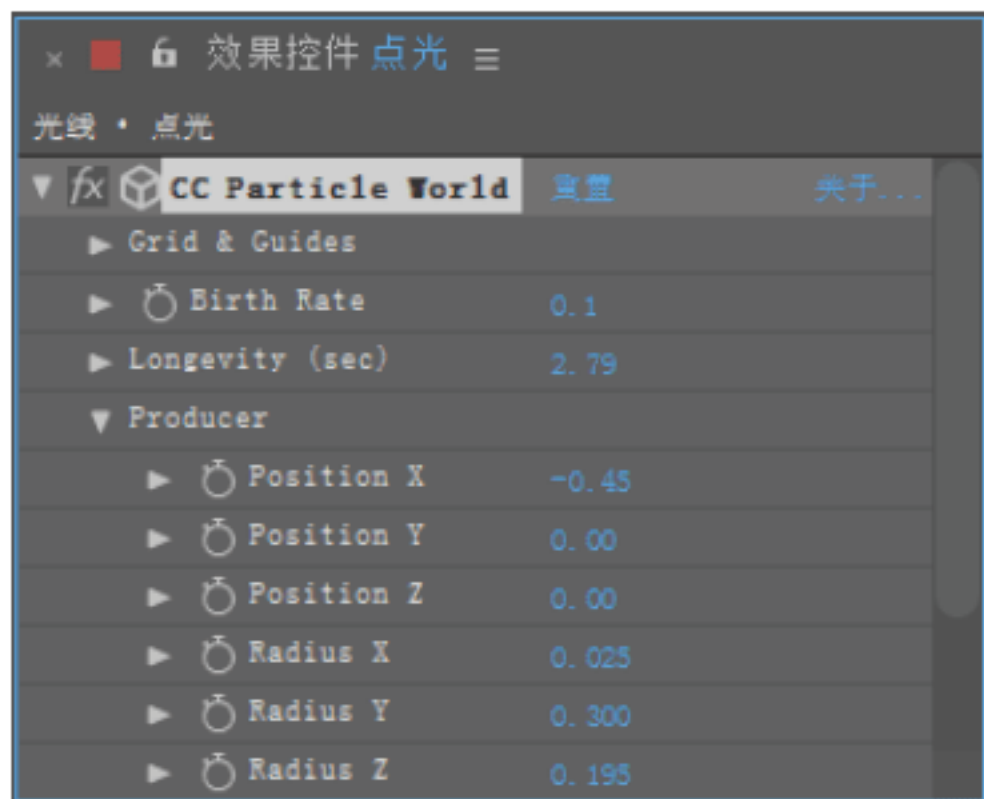 效果控件 点光
光线 • 点光
fx CC Particle World 重置 关于...
Grid & Guides
Birth Rate 0.1
Longevity (sec) 2.79
Producer
Position X -0.45
Position Y 0.00
Position Z 0.00
Radius X 0.025
Radius Y 0.300
Radius Z 0.195